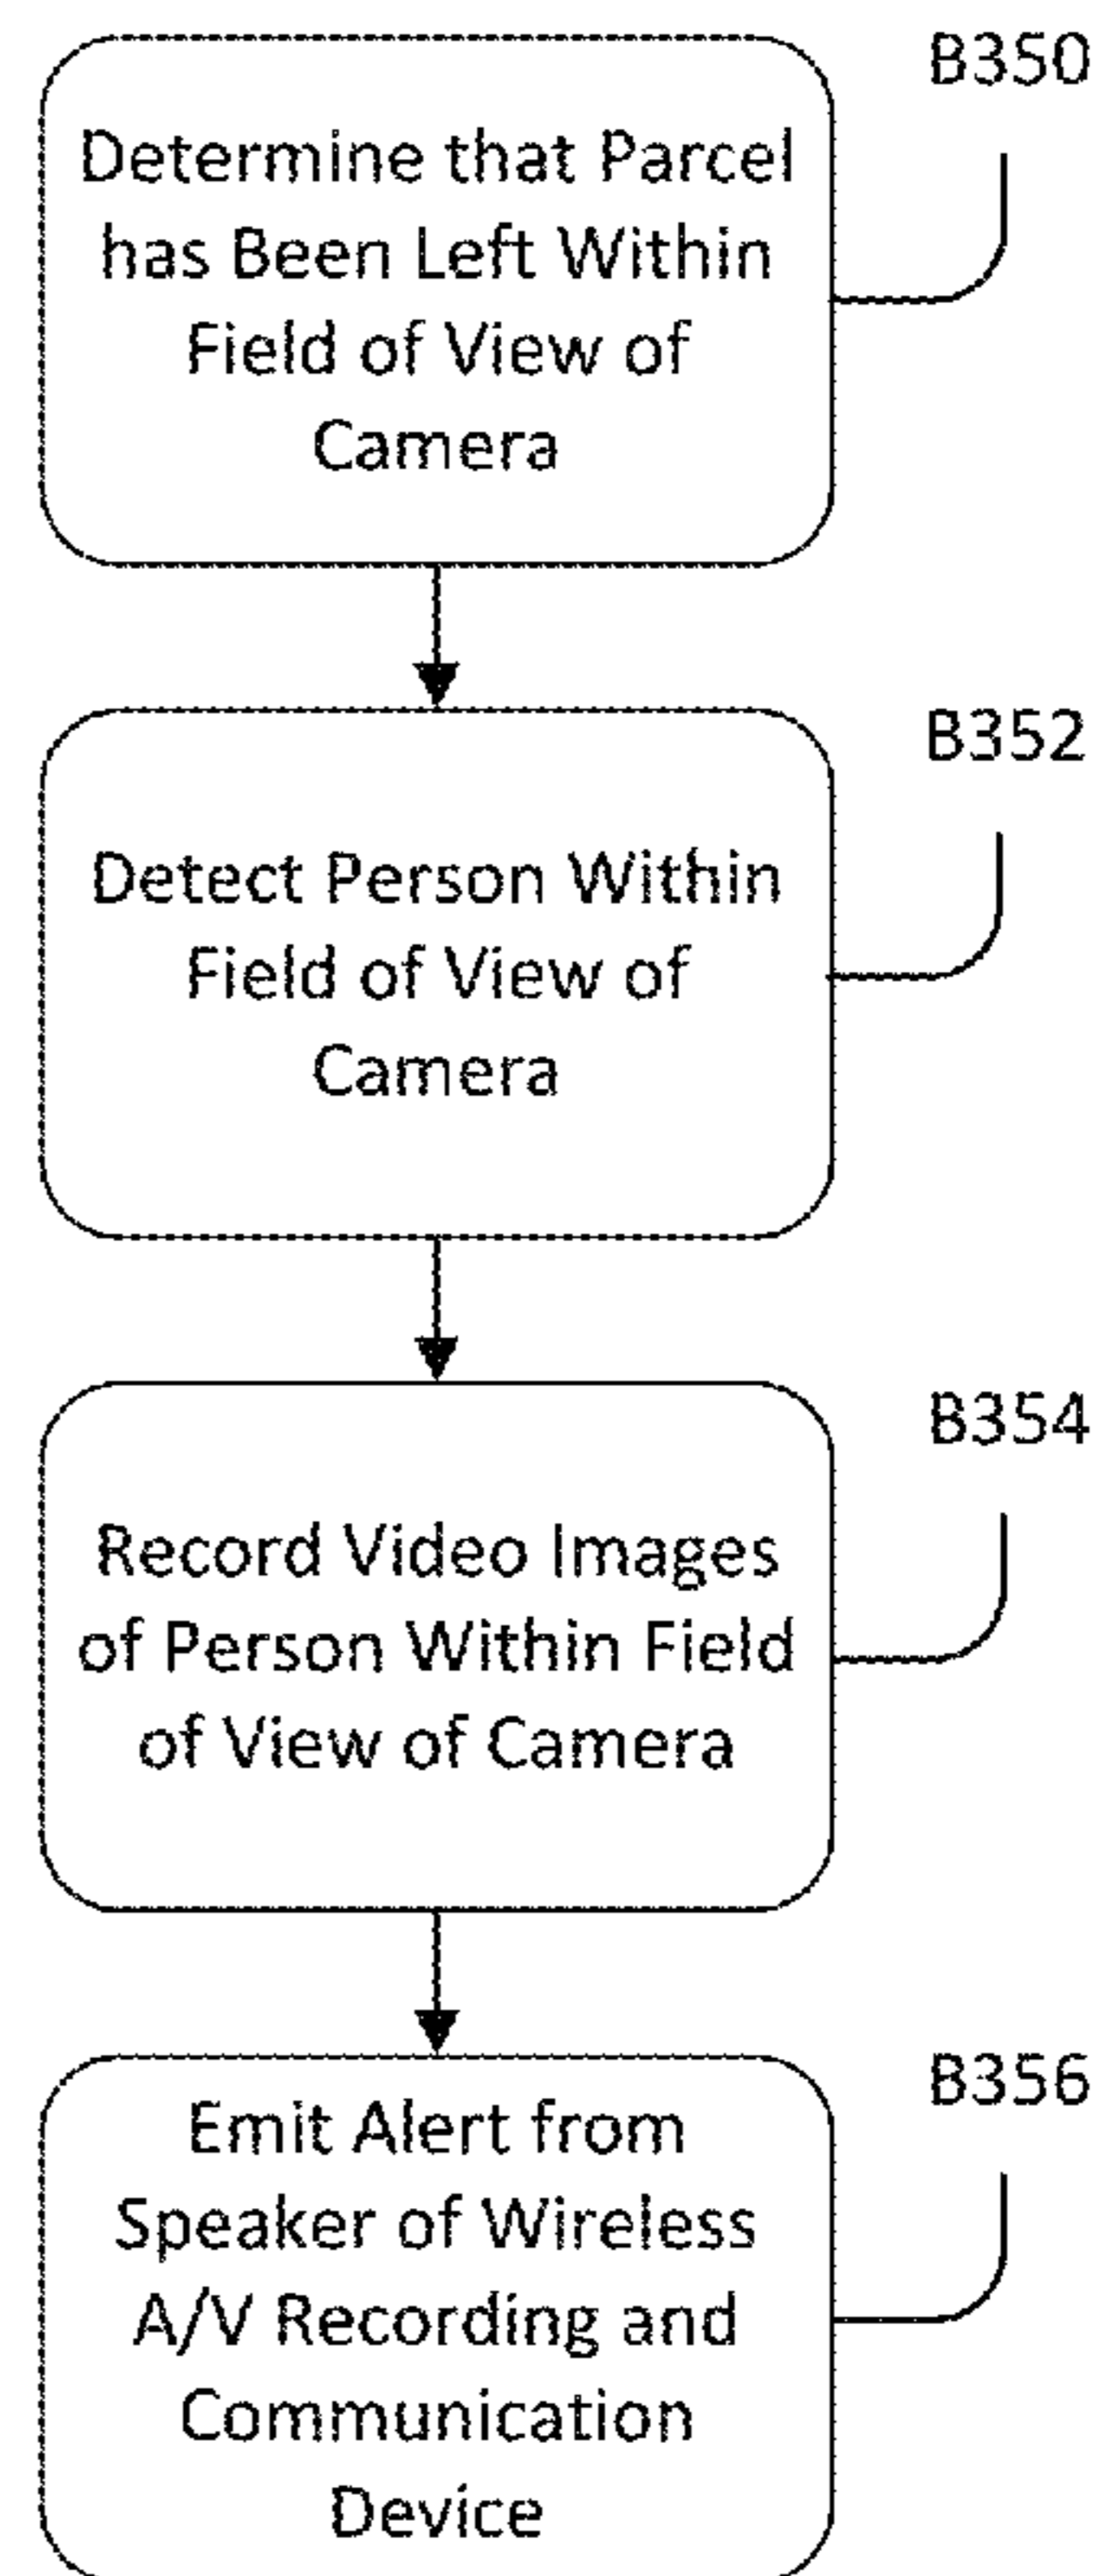 B350
Determine that Parcel
has Been Left Within
Field of View of
Camera
B352
Detect Person Within
Field of View of
Camera
B354
Record Video Images
of Person Within Field
of View of Camera
B356
Emit Alert from
Speaker of Wireless
A/V Recording and
Communication
Device